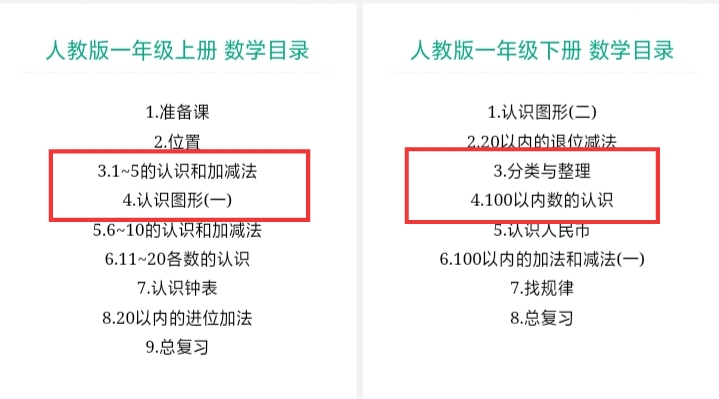 人教版一年级上册 数学目录
1.准备课
2.位置
3.1~5的认识和加减法
4.认识图形(一)
5.6~10的认识和加减法
6.11~20各数的认识
7.认识钟表
8.20以内的进位加法
9.总复习
人教版一年级下册 数学目录
1.认识图形(二)
2.20以内的退位减法
3.分类与整理
4.100以内数的认识
5.认识人民币
6.100以内的加法和减法(一)
7.找规律
8.总复习